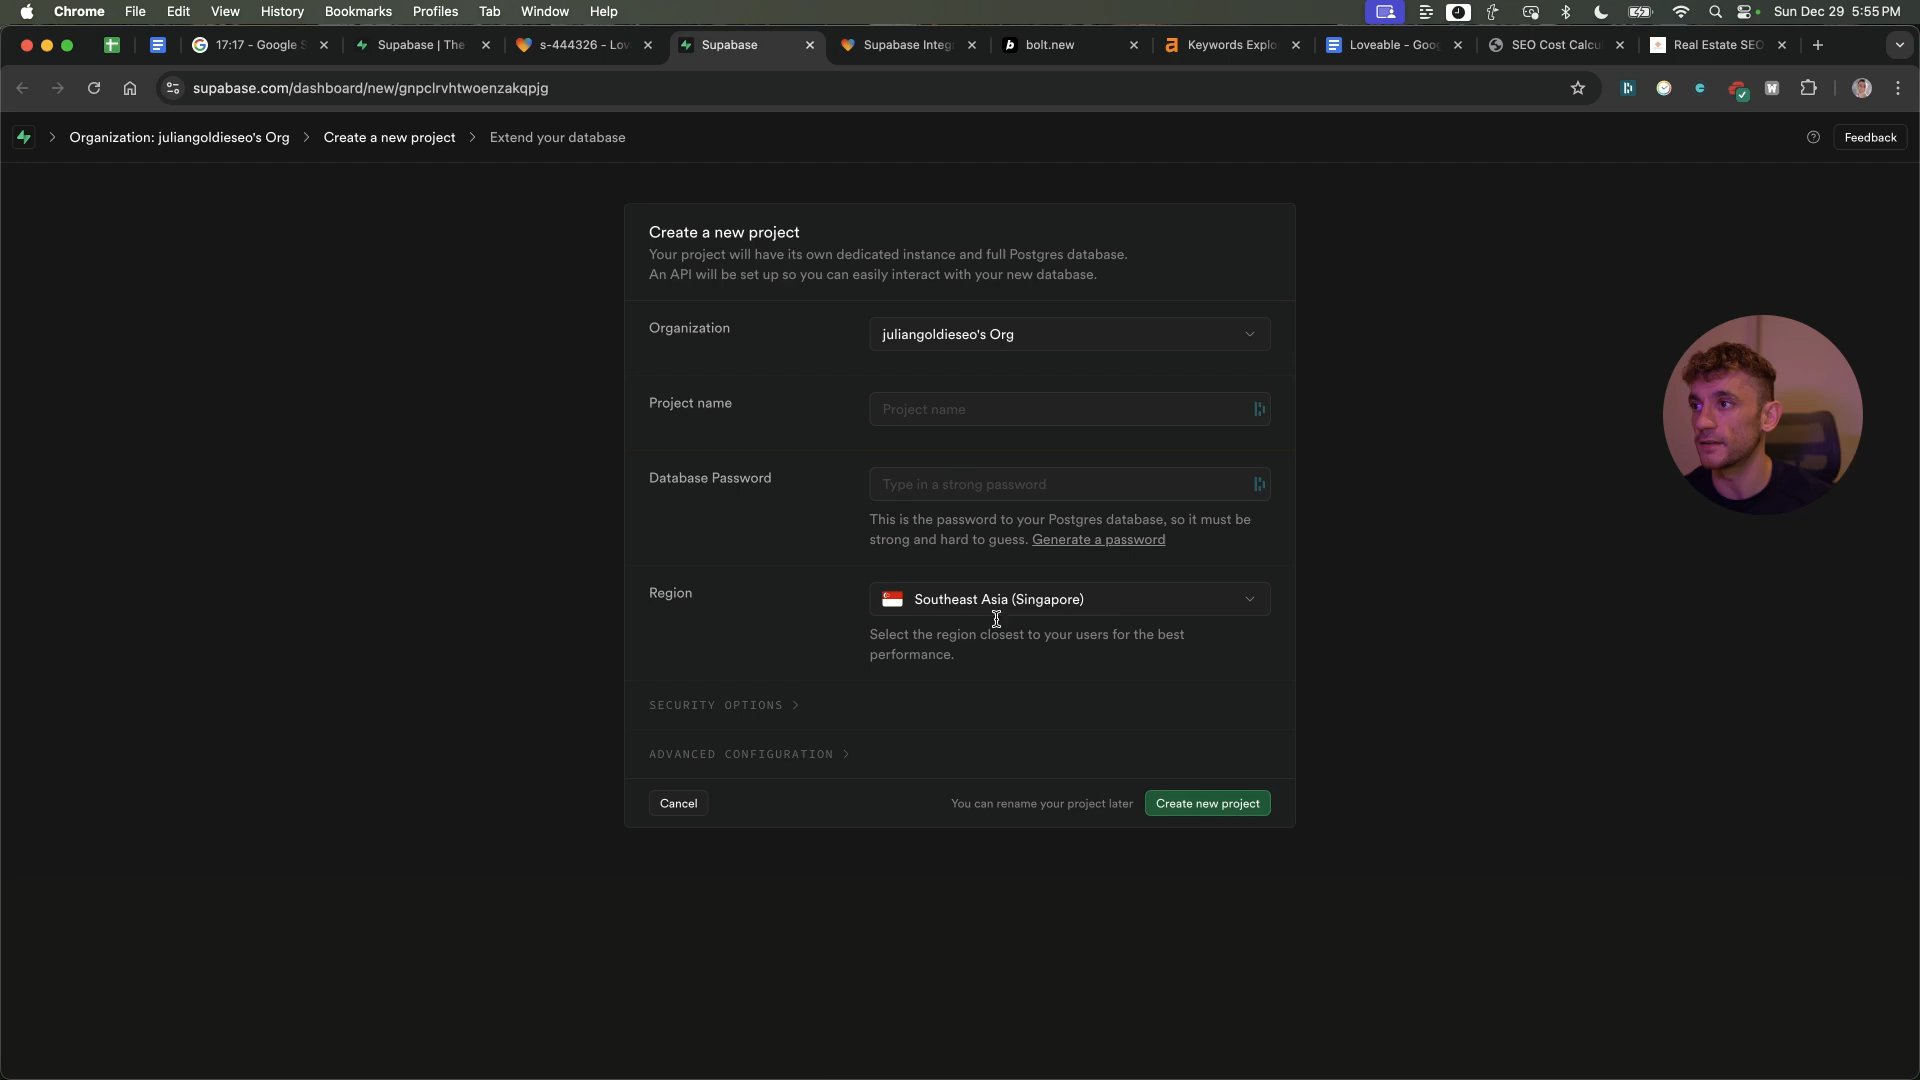 Chrome File Edit View History Bookmarks Profiles Tab Window Help Sun Dec 29 5:55 PM
17:17 - Google S Supabase | The s-444326 - Lov Supabase Supabase Integ bolt.new Keywords Explo Loveable - Goog SEO Cost Calcu Real Estate SEO
supabase.com/dashboard/new/gnpclrvhtwoenzakqpjg
Organization: juliangoldieseo's Org Create a new project Extend your database Feedback
Create a new project
Your project will have its own dedicated instance and full Postgres database.
An API will be set up so you can easily interact with your new database.
Organization juliangoldieseo's Org
Project name Project name
Database Password Type in a strong password
This is the password to your Postgres database, so it must be
strong and hard to guess. Generate a password
Region Southeast Asia (Singapore)
Select the region closest to your users for the best
performance.
SECURITY OPTIONS
ADVANCED CONFIGURATION
Cancel You can rename your project later Create new project